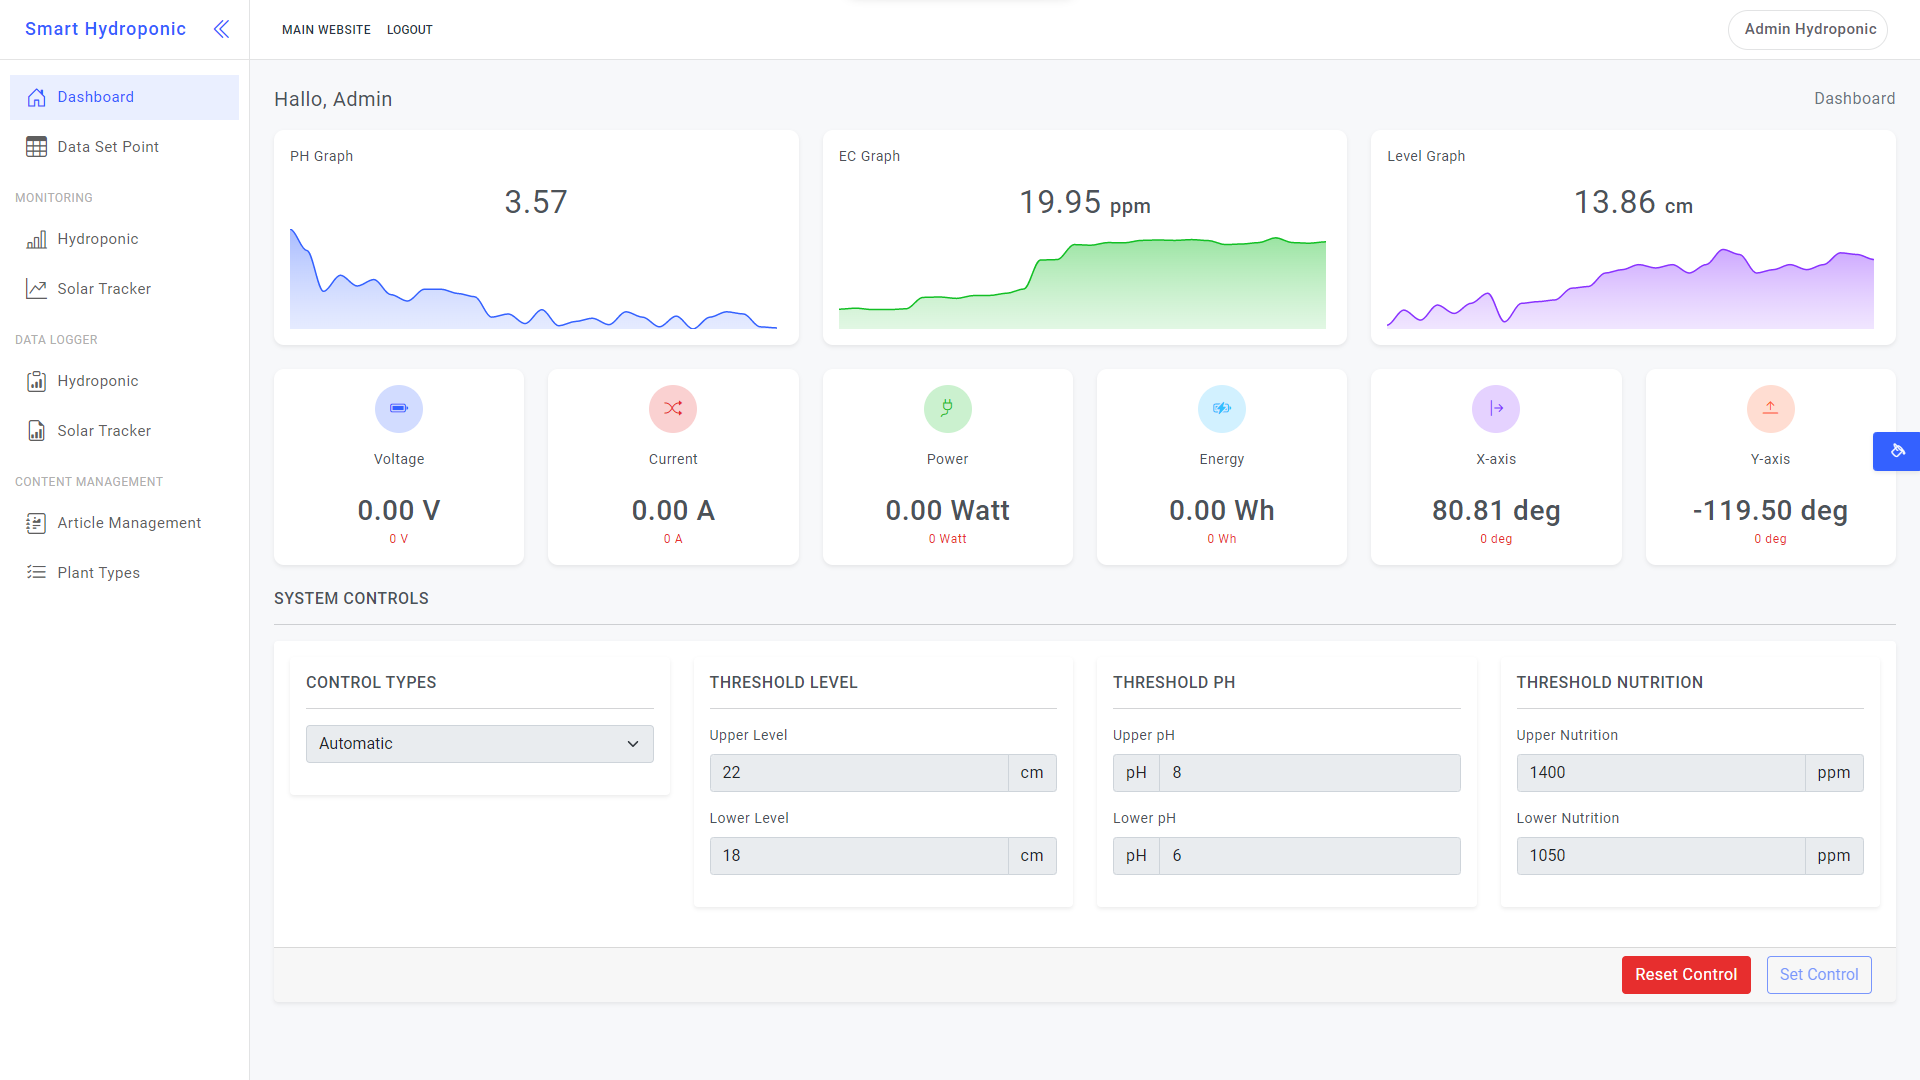 Smart Hydroponic
MAIN WEBSITE LOGOUT
Admin Hydroponic
Dashboard
Data Set Point
MONITORING
Hydroponic
Solar Tracker
DATA LOGGER
Hydroponic
Solar Tracker
CONTENT MANAGEMENT
Article Management
Plant Types
Hallo, Admin
Dashboard
PH Graph
3.57
EC Graph
19.95 ppm
Level Graph
13.86 cm
Voltage
0.00 V
0 V
Current
0.00 A
0 A
Power
0.00 Watt
0 Watt
Energy
0.00 Wh
0 Wh
X-axis
80.81 deg
0 deg
Y-axis
-119.50 deg
0 deg
SYSTEM CONTROLS
CONTROL TYPES
Automatic
THRESHOLD LEVEL
Upper Level
22 cm
Lower Level
18 cm
THRESHOLD PH
Upper pH
pH 8
Lower pH
pH 6
THRESHOLD NUTRITION
Upper Nutrition
1400 ppm
Lower Nutrition
1050 ppm
Reset Control
Set Control